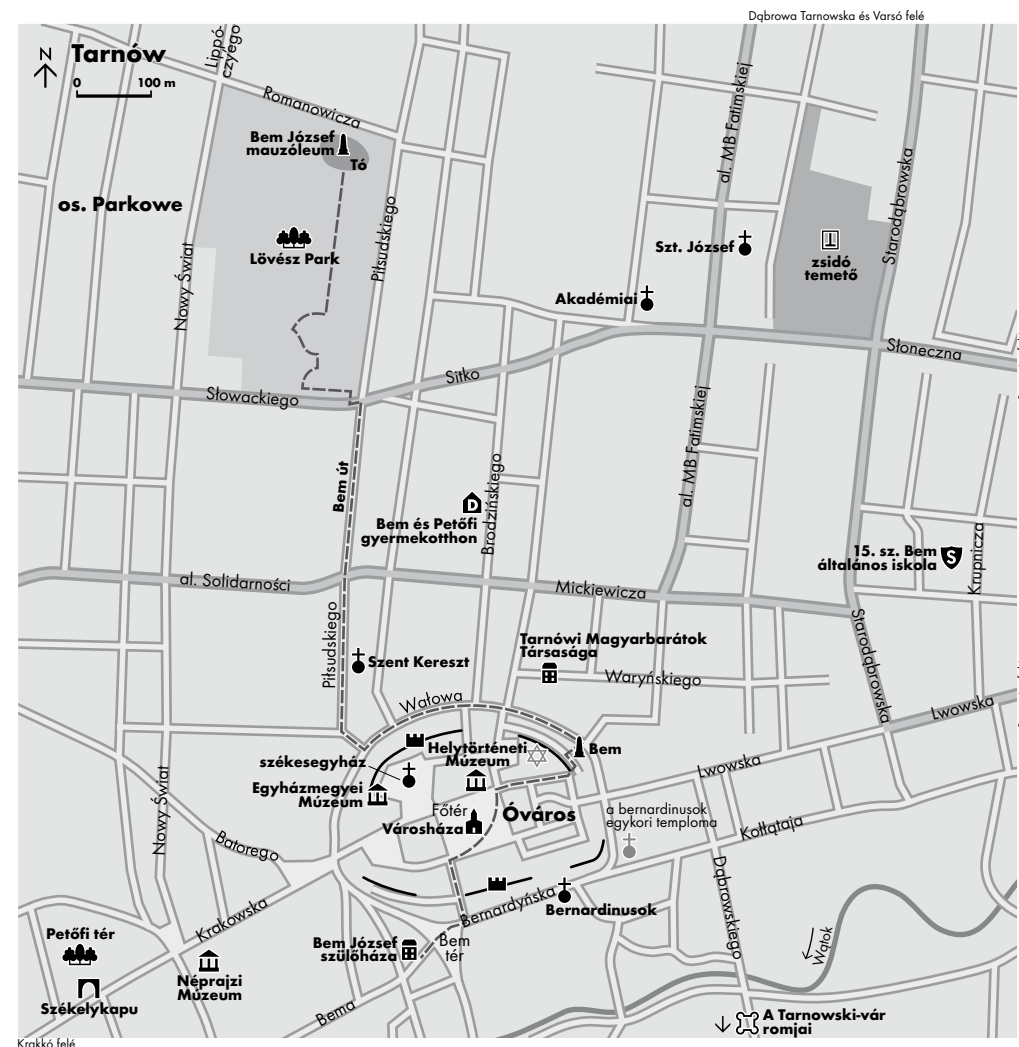 Dąbrowa Tarnowska és Varsó felé
N
Tarnów
0 100 m
Lippó-
czyego
Romanowicza
Bem József
mauzóleum
Tó
os. Parkowe
Lövész Park
Nowy Świat
Piłsudskiego
al. MB Fatimskiej
Starodąbrowska
Szt. József
zsidó
temető
Akadémiai
Słoneczna
Sitko
Słowackiego
al. MB Fatimskiej
Bem út
Brodzińskiego
Bem és Petőfi
gyermekotthon
15. sz. Bem
általános iskola
S
D
Krupnicza
al. Solidarności
Mickiewicza
Piłsudskiego
Szent Kereszt
Tarnówi Magyarbarátok
Társasága
Waryńskiego
Starodąbrowska
Lwowska
Wałowa
Helytörténeti
Múzeum
Bem
székesegyház
Egyházmegyei
Múzeum
Lwowska
Nowy Świat
Főtér
Városháza
Óváros
a bernardinusok
egykori temploma
Kołłątaja
Batorego
Krakowska
Bernardyńska
Bernardinusok
Dąbrowskiego
Wątok
Petőfi tér
Székelykapu
Néprajzi
Múzeum
Bem József
szülőháza
Bem
tér
Bema
A Tarnowski-vár
romjai
Krakkó felé